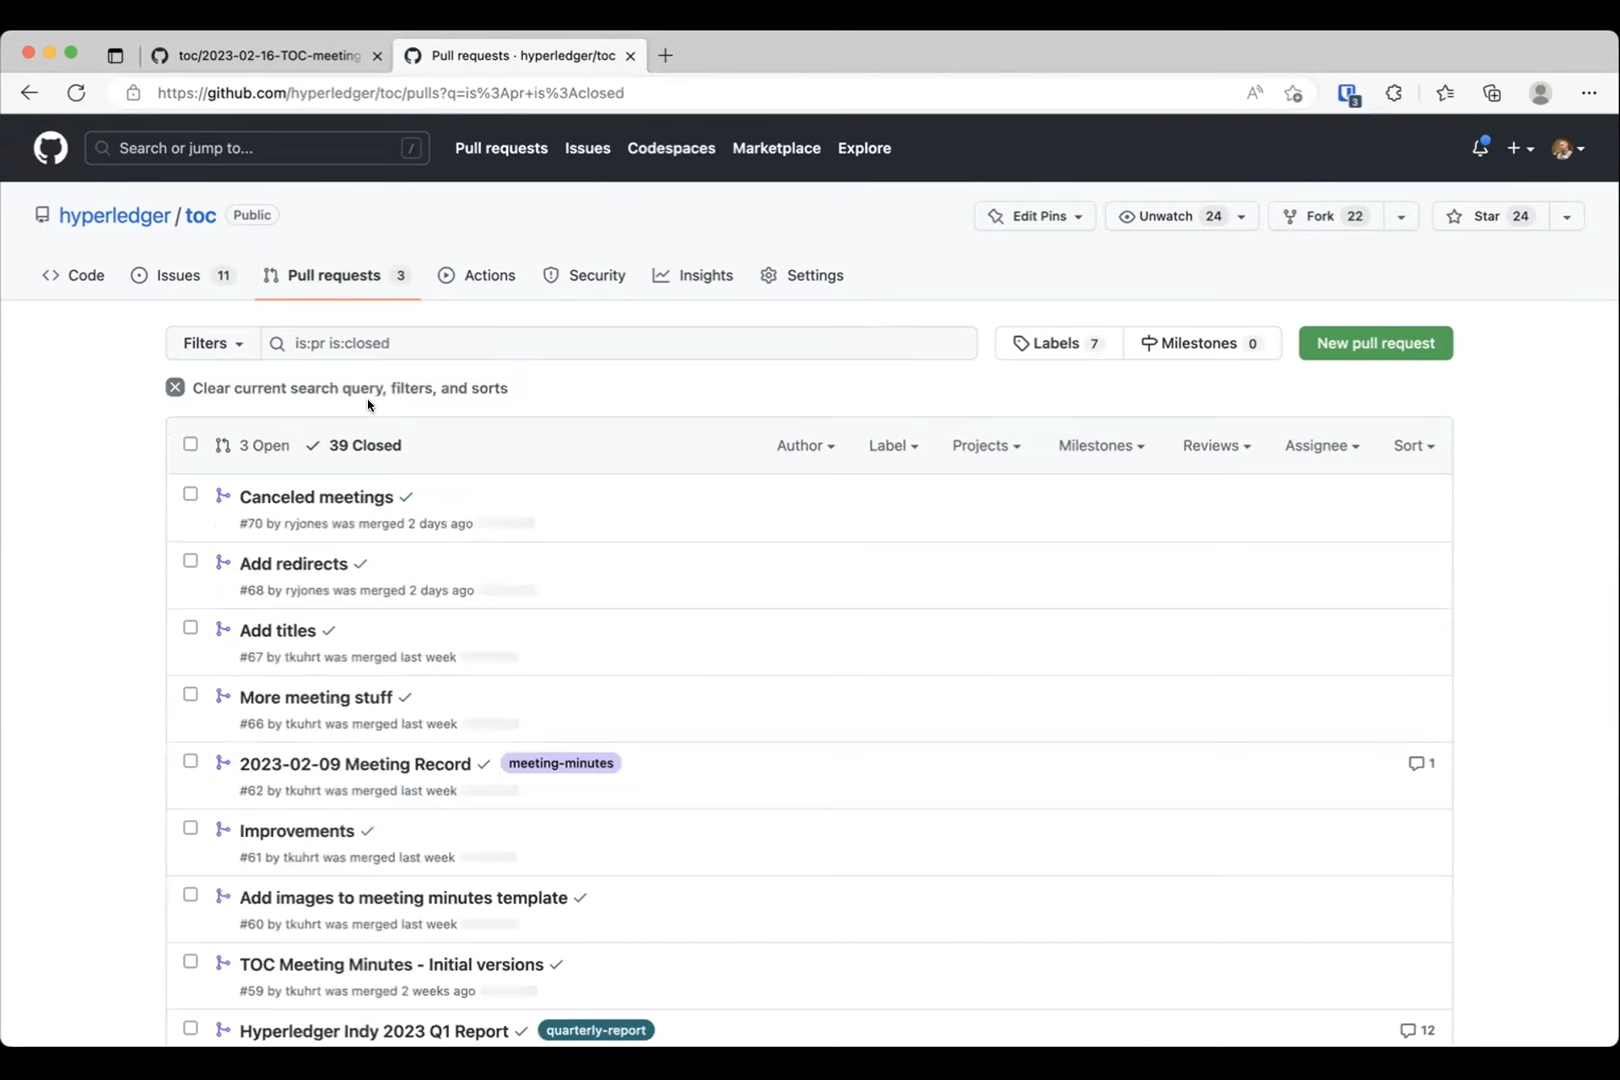 toc/2023-02-16-TOC-meeting
Pull requests · hyperledger/toc
https://github.com/hyperledger/toc/pulls?q=is%3Apr+is%3Aclosed
A
3
Search or jump to... /
Pull requests Issues Codespaces Marketplace Explore
hyperledger / toc Public
Edit Pins Unwatch 24 Fork 22 Star 24
Code Issues 11 Pull requests 3 Actions Security Insights Settings
Filters is:pr is:closed Labels 7 Milestones 0 New pull request
Clear current search query, filters, and sorts
3 Open 39 Closed Author Label Projects Milestones Reviews Assignee Sort
Canceled meetings
#70 by ryjones was merged 2 days ago
Add redirects
#68 by ryjones was merged 2 days ago
Add titles
#67 by tkuhrt was merged last week
More meeting stuff
#66 by tkuhrt was merged last week
2023-02-09 Meeting Record meeting-minutes 1
#62 by tkuhrt was merged last week
Improvements
#61 by tkuhrt was merged last week
Add images to meeting minutes template
#60 by tkuhrt was merged last week
TOC Meeting Minutes - Initial versions
#59 by tkuhrt was merged 2 weeks ago
Hyperledger Indy 2023 Q1 Report quarterly-report 12